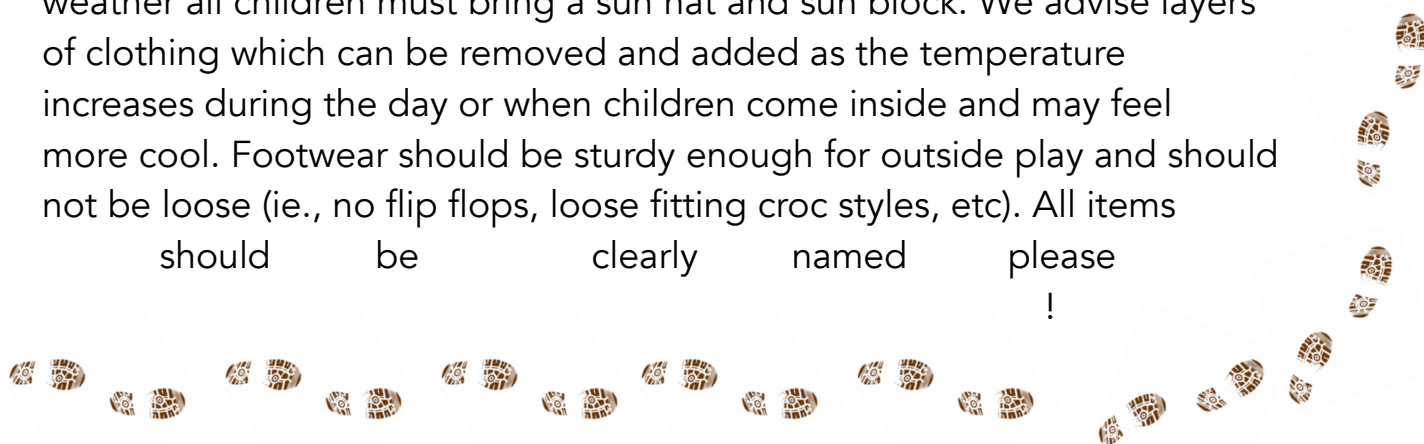 weather all children must bring a sun hat and sun block. We advise layers
of clothing which can be removed and added as the temperature
increases during the day or when children come inside and may feel
more cool. Footwear should be sturdy enough for outside play and should
not be loose (ie., no flip flops, loose fitting croc styles, etc). All items
should be clearly named please
!